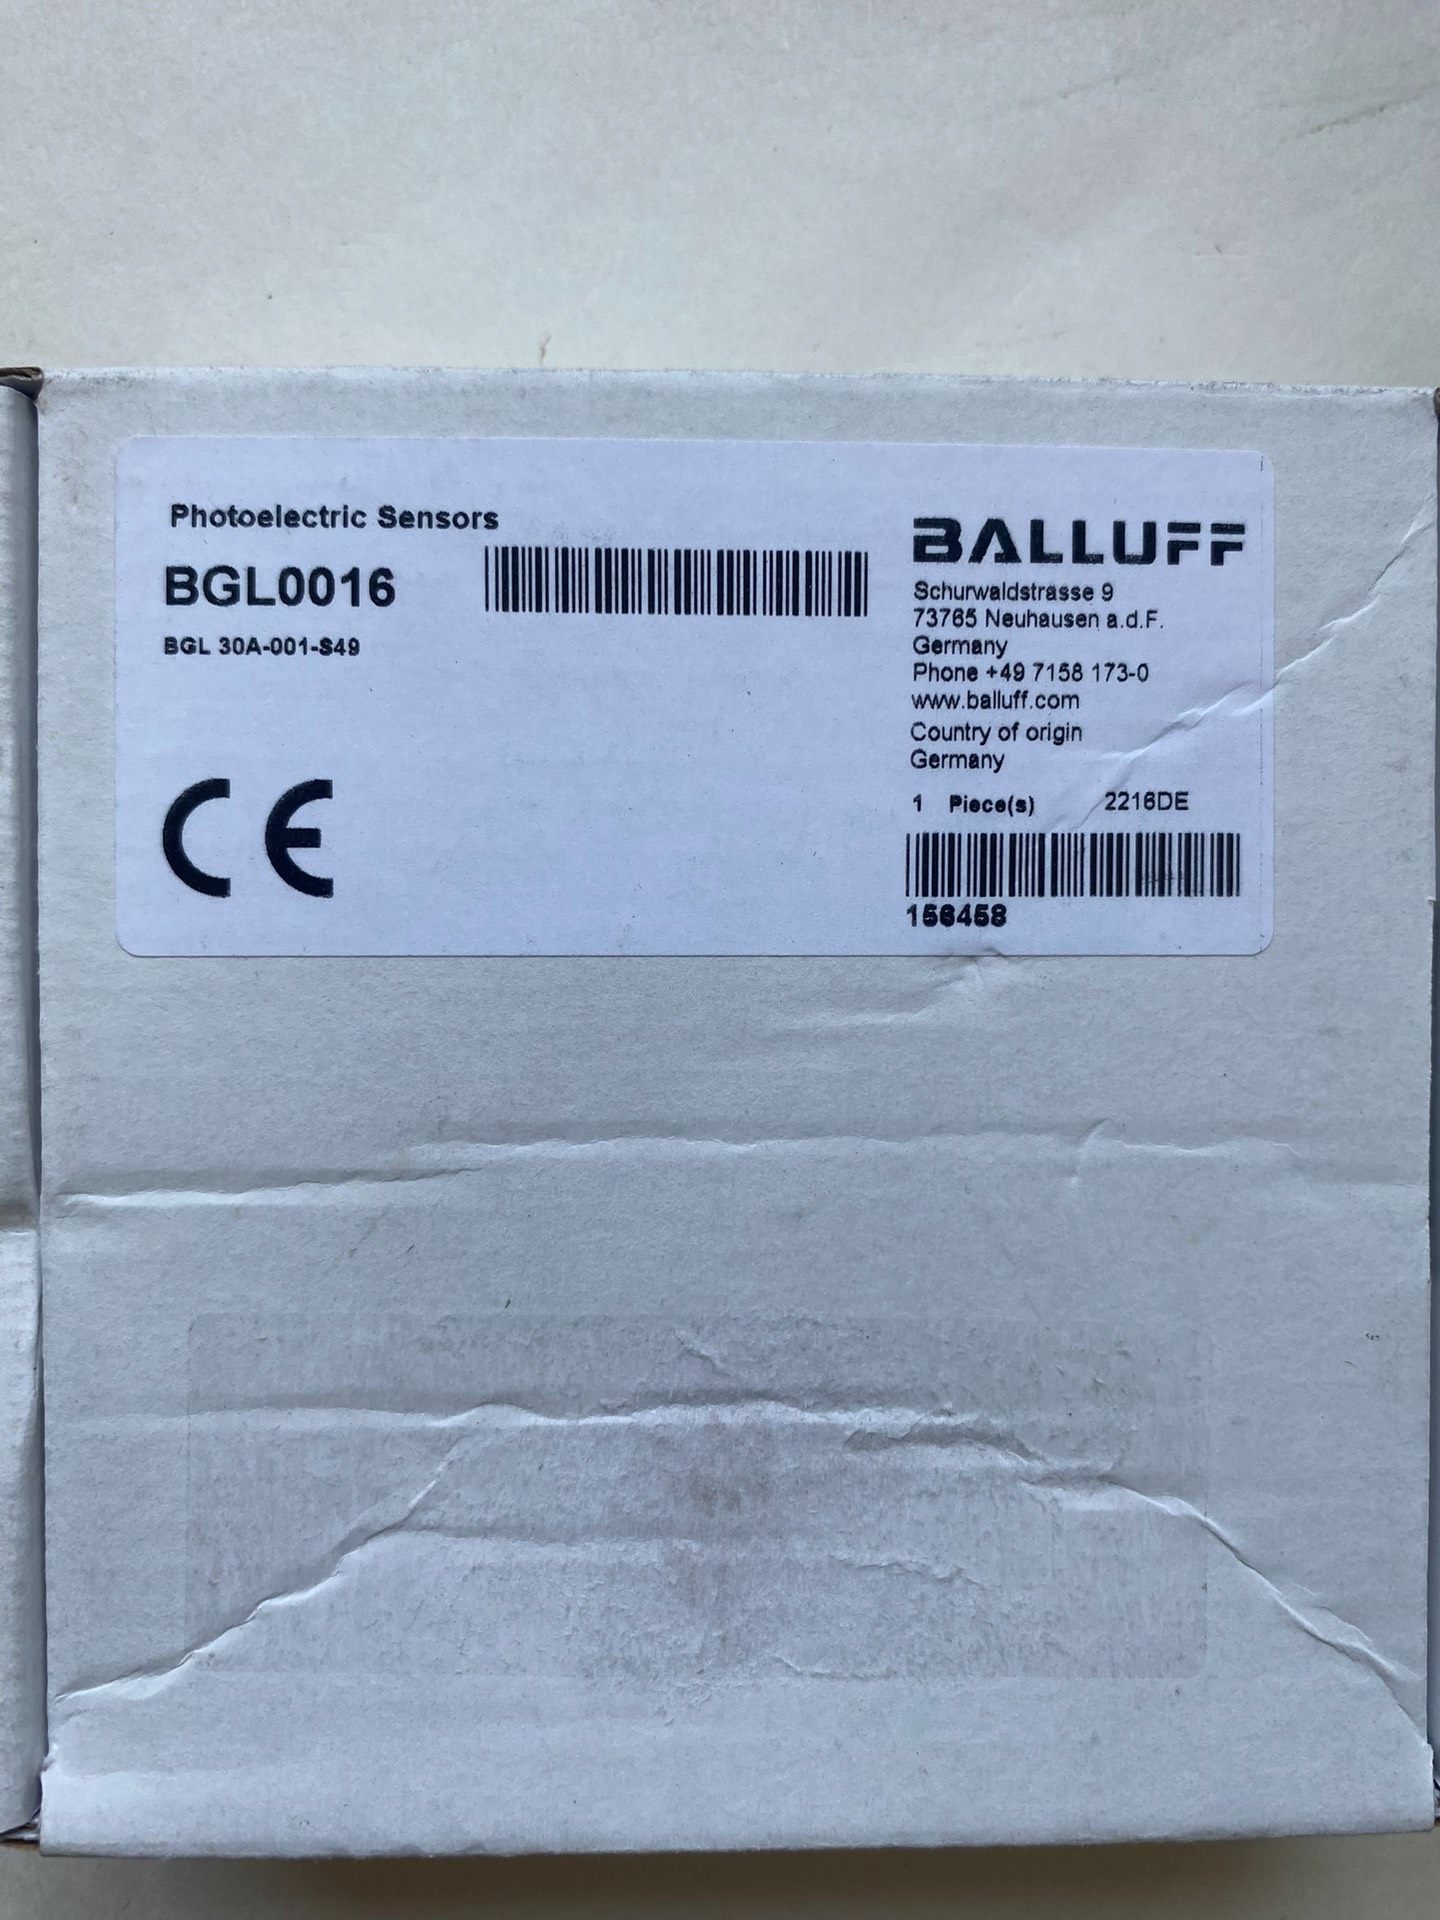 Photoelectric Sensors
BGL0016
BGL 30A-001-S49
BALLUFF
Schurwaldstrasse 9
73765 Neuhausen a.d.F.
Germany
Phone +49 7158 173-0
www.balluff.com
Country of origin
Germany
1 Piece(s) 2216DE
156458
CE